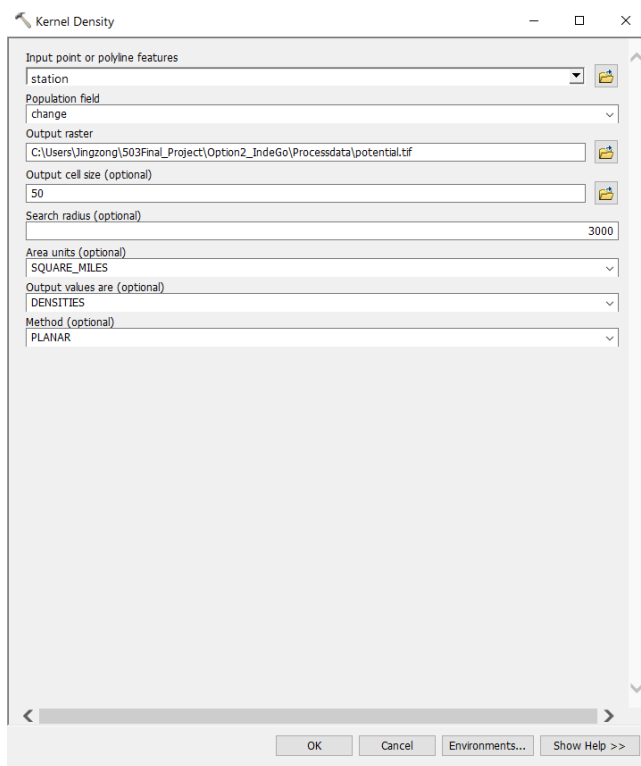 Kernel Density
Input point or polyline features
station
Population field
change
Output raster
C:\Users\Jingzong\503Final_Project\Option2_IndeGo\Processdata\potential.tif
Output cell size (optional)
50
Search radius (optional)
3000
Area units (optional)
SQUARE_MILES
Output values are (optional)
DENSITIES
Method (optional)
PLANAR
OK Cancel Environments... Show Help >>